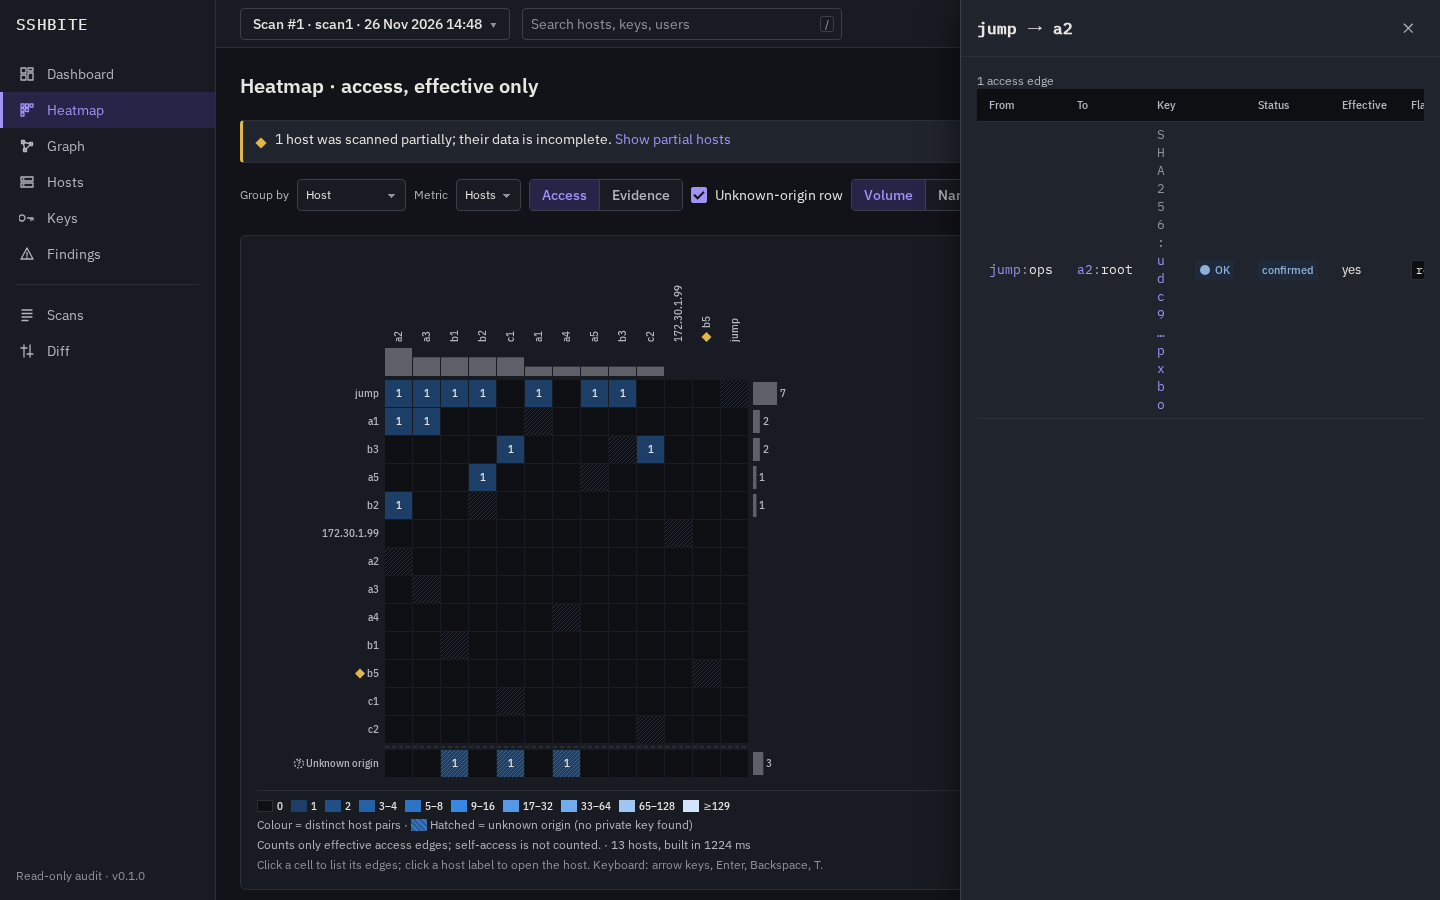 SSHBITE
Dashboard
Heatmap
Graph
Hosts
Keys
Findings
Scans
Diff
Read-only audit · v0.1.0
Scan #1 · scan1 · 26 Nov 2026 14:48 ▾
Search hosts, keys, users /
Heatmap · access, effective only
1 host was scanned partially; their data is incomplete. Show partial hosts
Group by Host Metric Hosts Access Evidence Unknown-origin row Volume Nar
a2 a3 b1 b2 c1 a1 a4 a5 b3 c2 172.30.1.99 b5 jump
jump 1 1 1 1 1 1 1 7
a1 1 1 2
b3 1 1 2
a5 1 1
b2 1 1
172.30.1.99
a2
a3
a4
b1
b5
c1
c2
? Unknown origin 1 1 1 3
0 1 2 3–4 5–8 9–16 17–32 33–64 65–128 ≥129
Colour = distinct host pairs · Hatched = unknown origin (no private key found)
Counts only effective access edges; self-access is not counted. · 13 hosts, built in 1224 ms
Click a cell to list its edges; click a host label to open the host. Keyboard: arrow keys, Enter, Backspace, T.
jump → a2 ×
1 access edge
From To Key Status Effective Fla
jump:ops a2:root SHA256:udc9…pxbo OK confirmed yes re